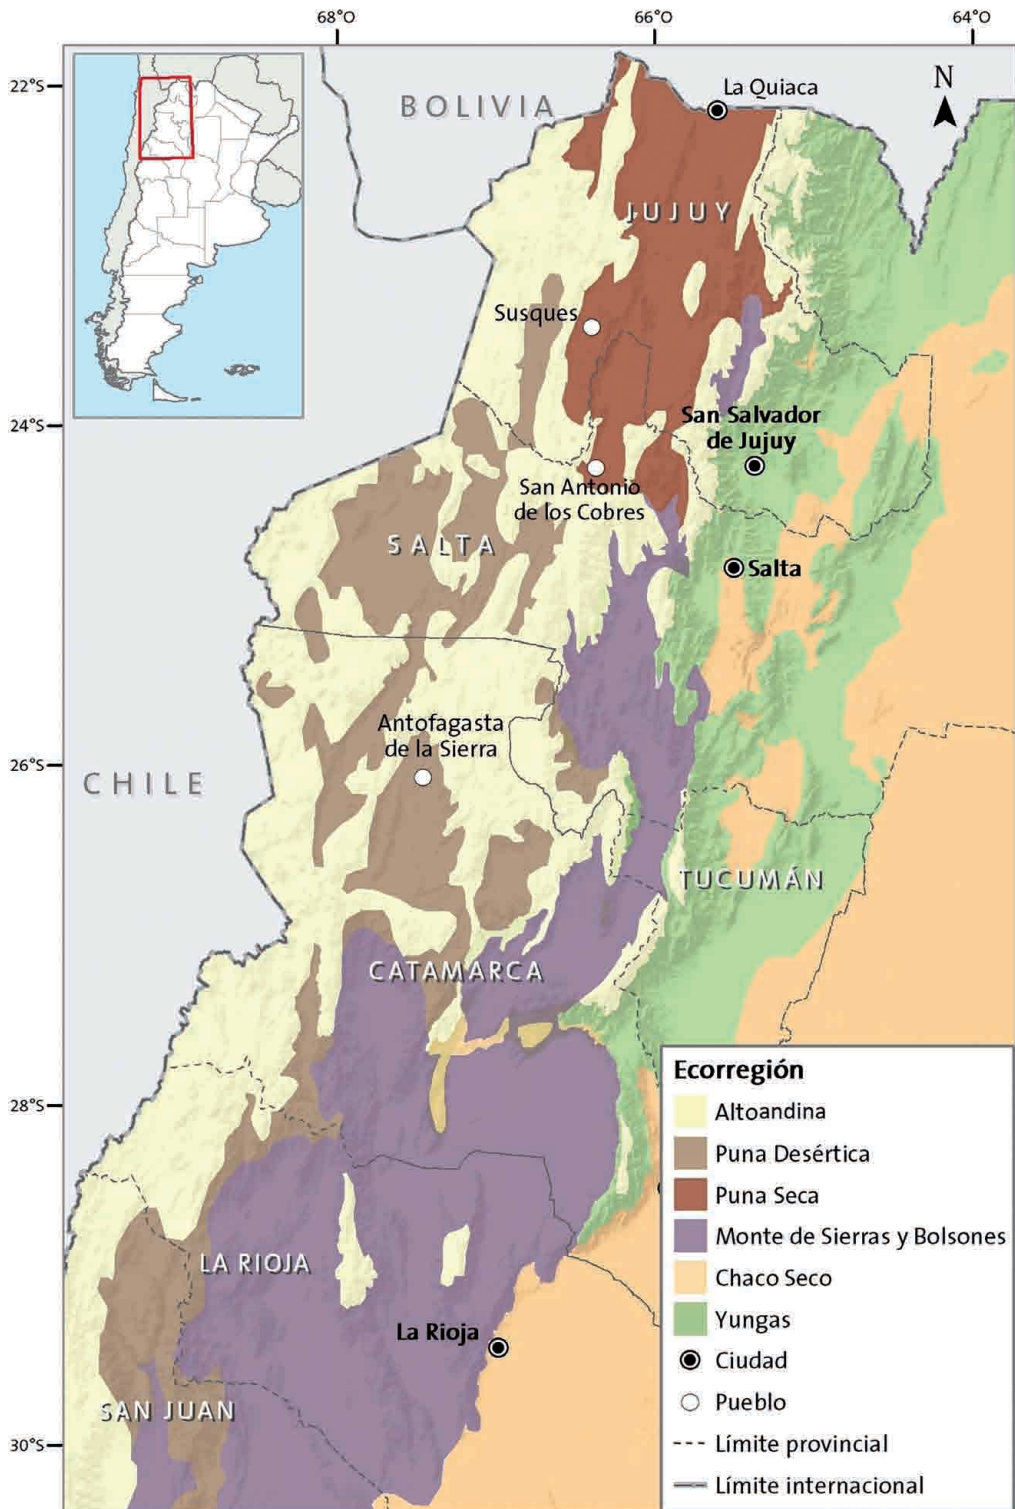 68°O
66°O
64°O
22°S
24°S
26°S
28°S
30°S
N
BOLIVIA
CHILE
La Quiaca
JUJUY
Susques
San Salvador
de Jujuy
San Antonio
de los Cobres
SALTA
Salta
Antofagasta
de la Sierra
TUCUMÁN
CATAMARCA
LA RIOJA
La Rioja
SAN JUAN
Ecorregión
Altoandina
Puna Desértica
Puna Seca
Monte de Sierras y Bolsones
Chaco Seco
Yungas
Ciudad
Pueblo
Límite provincial
Límite internacional